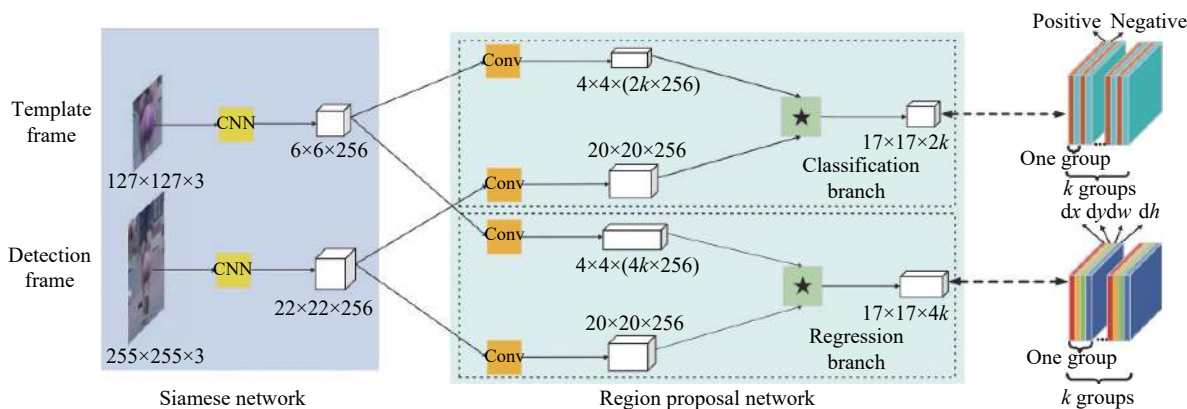 Positive Negative
Conv
4×4×(2k×256)
Template
frame
CNN
★
6×6×256
17×17×2k
127×127×3
20×20×256
Classification
branch
One group
Conv
k groups
dx dydw dh
Conv
Detection
frame
CNN
4×4×(4k×256)
★
22×22×256
17×17×4k
255×255×3
20×20×256
Regression
branch
Conv
One group
Siamese network
Region proposal network
k groups